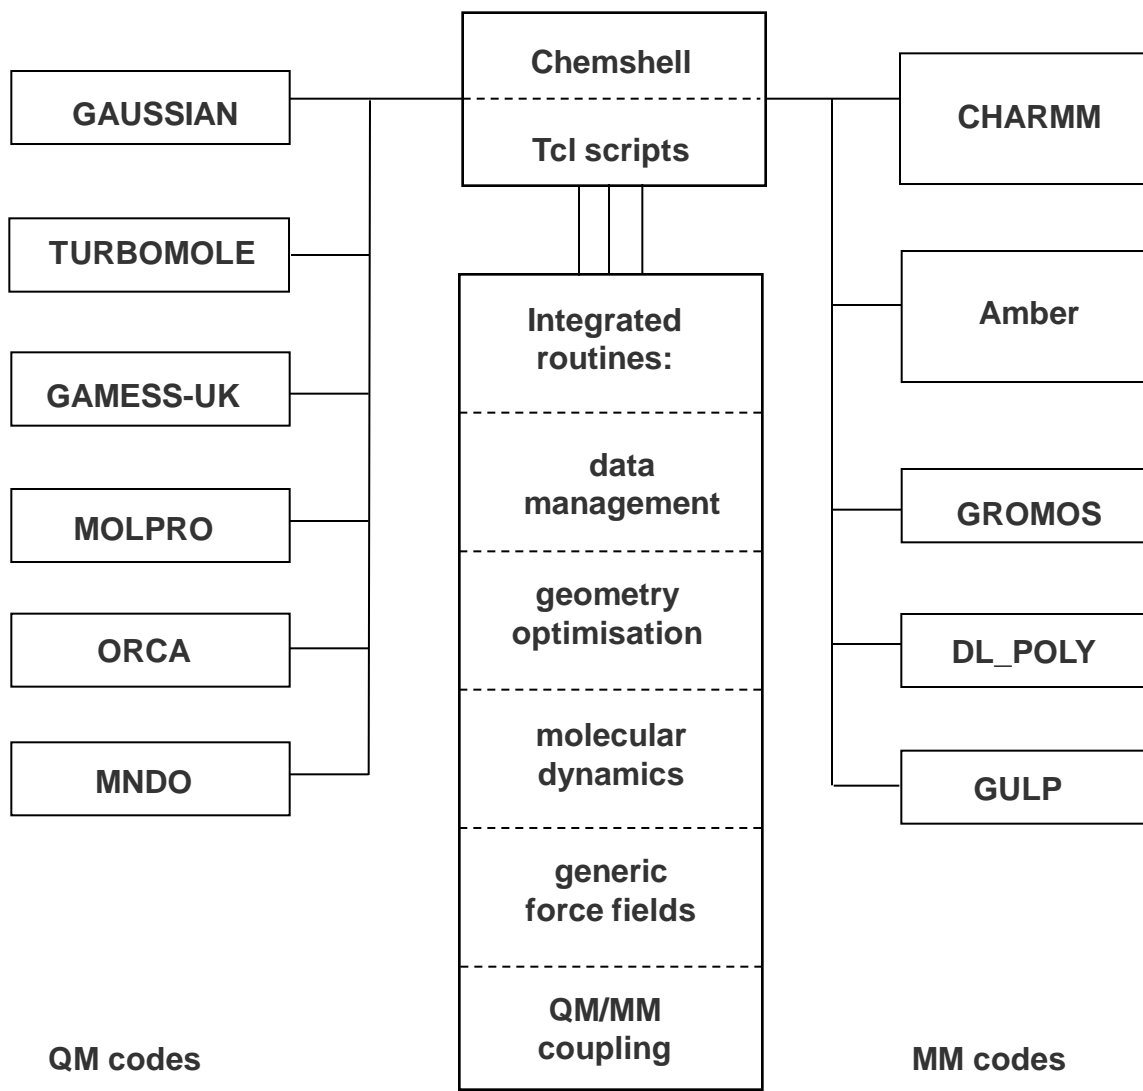 Chemshell
Tcl scripts
GAUSSIAN
TURBOMOLE
GAMESS-UK
MOLPRO
ORCA
MNDO
QM codes
Integrated
routines:
data
management
geometry
optimisation
molecular
dynamics
generic
force fields
QM/MM
coupling
CHARMM
Amber
GROMOS
DL_POLY
GULP
MM codes